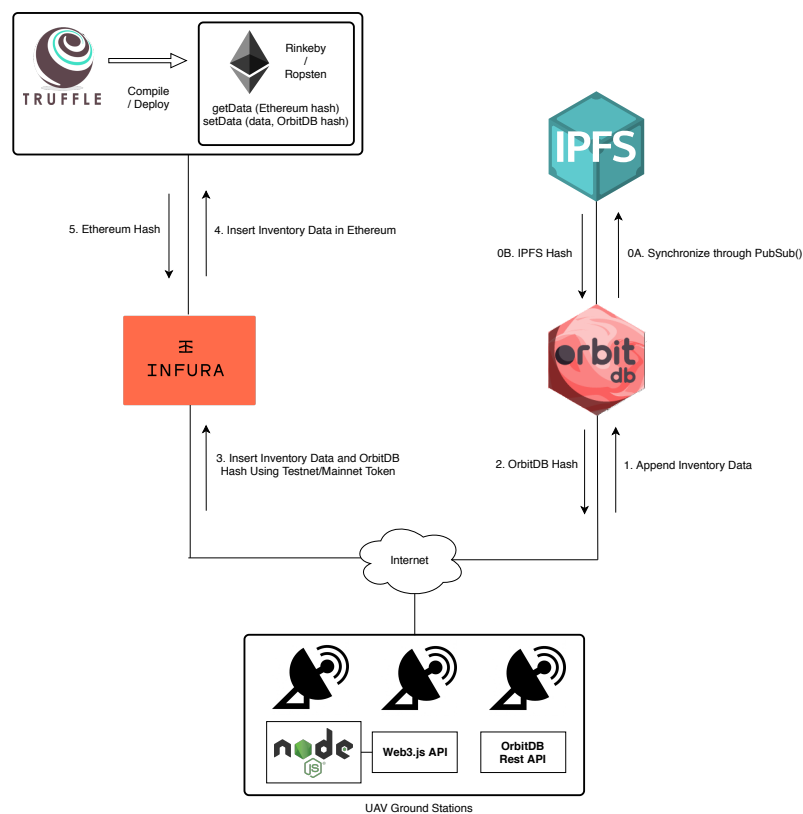 TRUFFLE
Compile
/ Deploy
Rinkeby
/
Ropsten
getData (Ethereum hash)
setData (data, OrbitDB hash)
IPFS
5. Ethereum Hash
4. Insert Inventory Data in Ethereum
0B. IPFS Hash
0A. Synchronize through PubSub()
INFURA
orbit
db
3. Insert Inventory Data and OrbitDB
Hash Using Testnet/Mainnet Token
2. OrbitDB Hash
1. Append Inventory Data
Internet
node
JS
Web3.js API
OrbitDB
Rest API
UAV Ground Stations